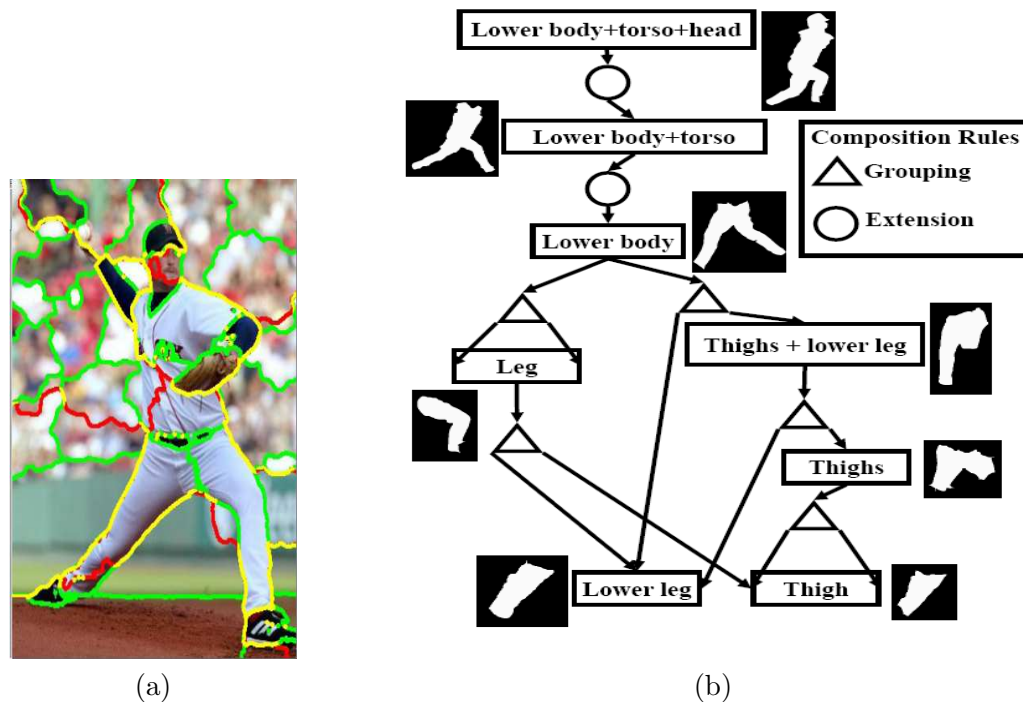 Lower body+torso+head
Lower body+torso
Composition Rules
Grouping
Extension
Lower body
Thighs + lower leg
Leg
Thighs
Lower leg
Thigh
(a)
(b)